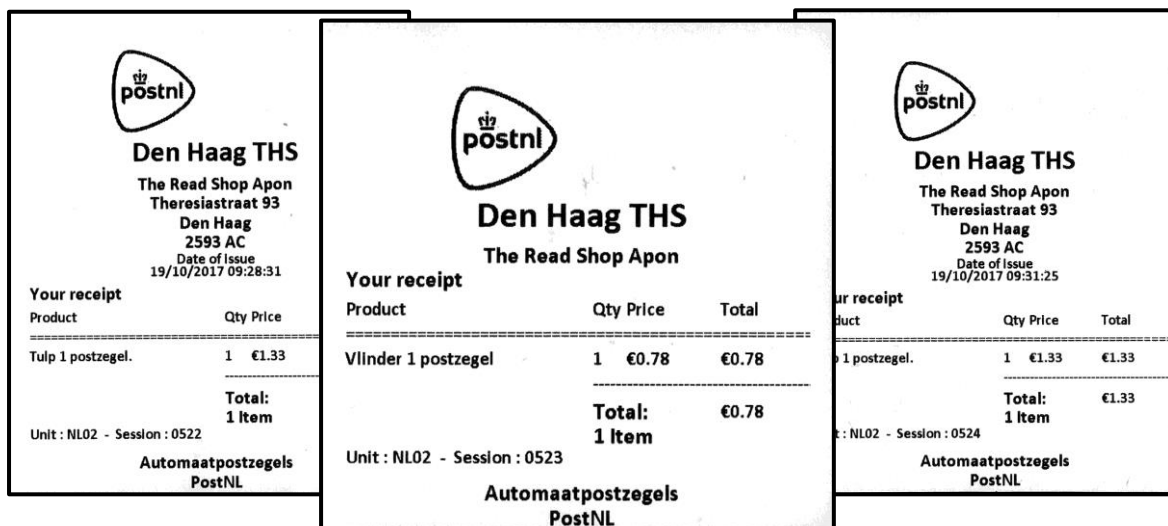 postnl
Den Haag THS
The Read Shop Apon
Theresiastraat 93
Den Haag
2593 AC
Date of Issue
19/10/2017 09:28:31
Your receipt
Product Qty Price
Tulp 1 postzegel. 1 €1.33
Total:
1 Item
Unit : NL02 - Session : 0522
Automaatpostzegels
PostNL
postnl
Den Haag THS
The Read Shop Apon
Your receipt
Product Qty Price Total
Vlinder 1 postzegel 1 €0.78 €0.78
Total: €0.78
1 Item
Unit : NL02 - Session : 0523
Automaatpostzegels
PostNL
postnl
Den Haag THS
The Read Shop Apon
Theresiastraat 93
Den Haag
2593 AC
Date of Issue
19/10/2017 09:31:25
ur receipt
duct Qty Price Total
1 postzegel. 1 €1.33 €1.33
Total: €1.33
1 Item
: NL02 - Session : 0524
Automaatpostzegels
PostNL